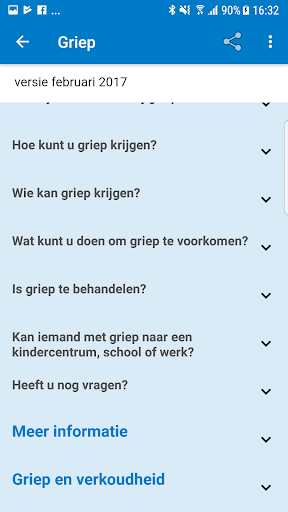 90% 16:32
Griep
versie februari 2017
Hoe kunt u griep krijgen?
Wie kan griep krijgen?
Wat kunt u doen om griep te voorkomen?
Is griep te behandelen?
Kan iemand met griep naar een
kindercentrum, school of werk?
Heeft u nog vragen?
Meer informatie
Griep en verkoudheid